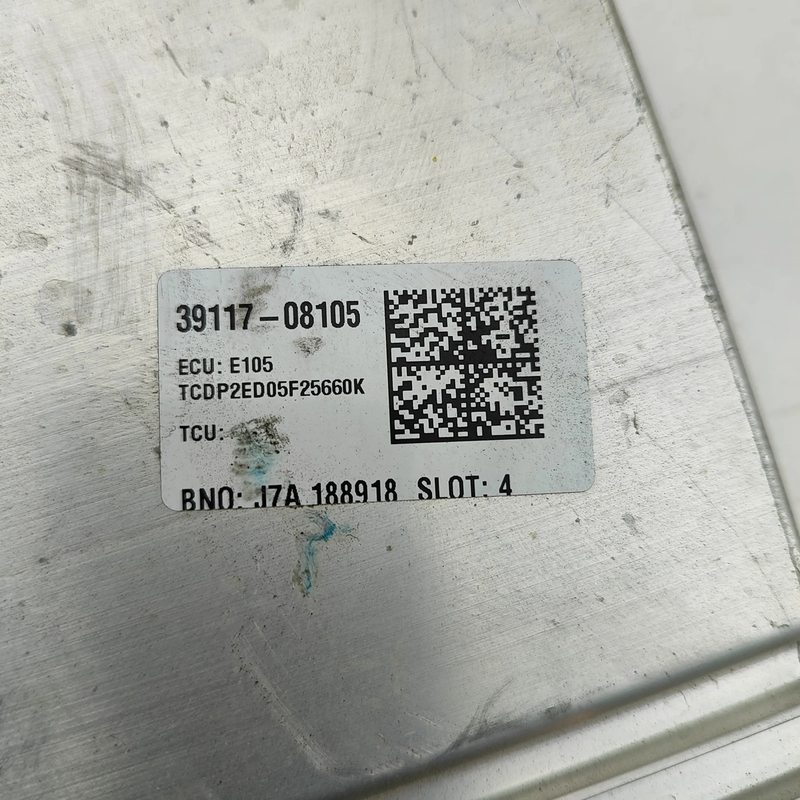 39117-08105
ECU: E105
TCDP2ED05F25660K
TCU:
BNO: J7A 188918 SLOT: 4